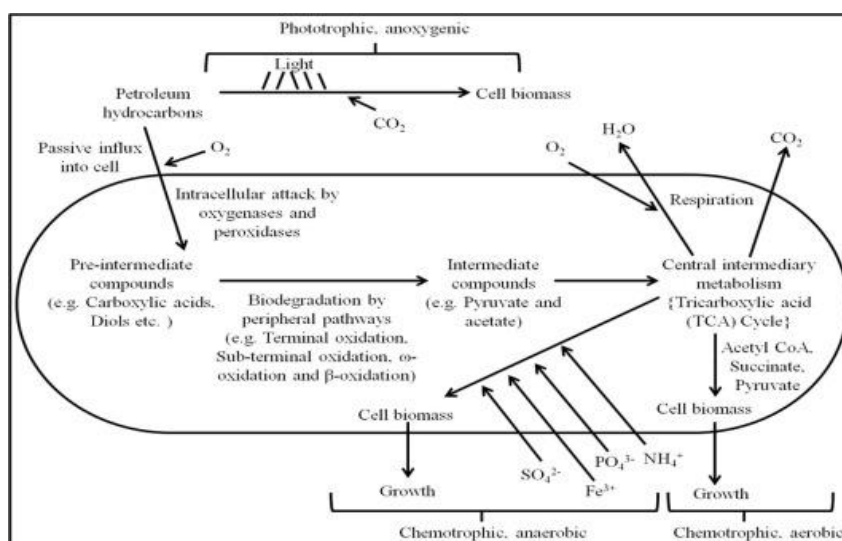 Phototrophic, anoxygenic
Light
Petroleum
hydrocarbons
Cell biomass
CO₂
H₂O
CO₂
Passive influx
into cell
O₂
O₂
Intracellular attack by
oxygenases and
peroxidases
Respiration
Pre-intermediate
compounds
(e.g. Carboxylic acids,
Diols etc. )
Biodegradation by
peripheral pathways
(e.g. Terminal oxidation,
Sub-terminal oxidation, ω-
oxidation and β-oxidation)
Intermediate
compounds
(e.g. Pyruvate and
acetate)
Central intermediary
metabolism
{Tricarboxylic acid
(TCA) Cycle}
Acetyl CoA,
Succinate,
Pyruvate
Cell biomass
Cell biomass
SO₄²⁻
Fe³⁺
PO₄³⁻
NH₄⁺
Growth
Growth
Chemotrophic, anaerobic
Chemotrophic, aerobic